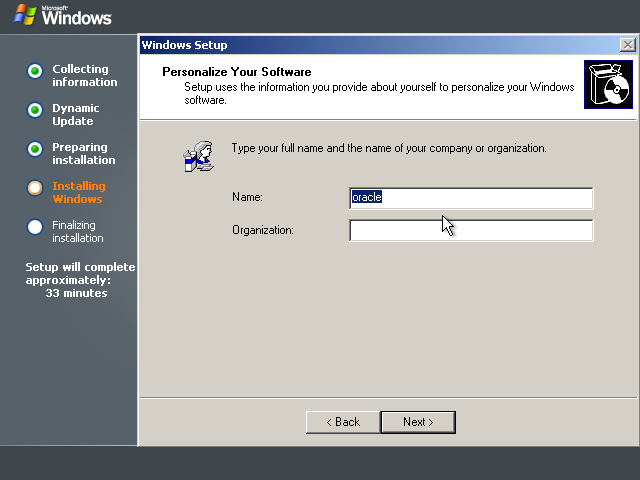 Microsoft
Windows
Windows Setup
Collecting
information
Dynamic
Update
Preparing
installation
Installing
Windows
Finalizing
installation
Setup will complete
approximately:
33 minutes
Personalize Your Software
Setup uses the information you provide about yourself to personalize your Windows
software.
Type your full name and the name of your company or organization.
Name:
oracle
Organization:
< Back
Next >